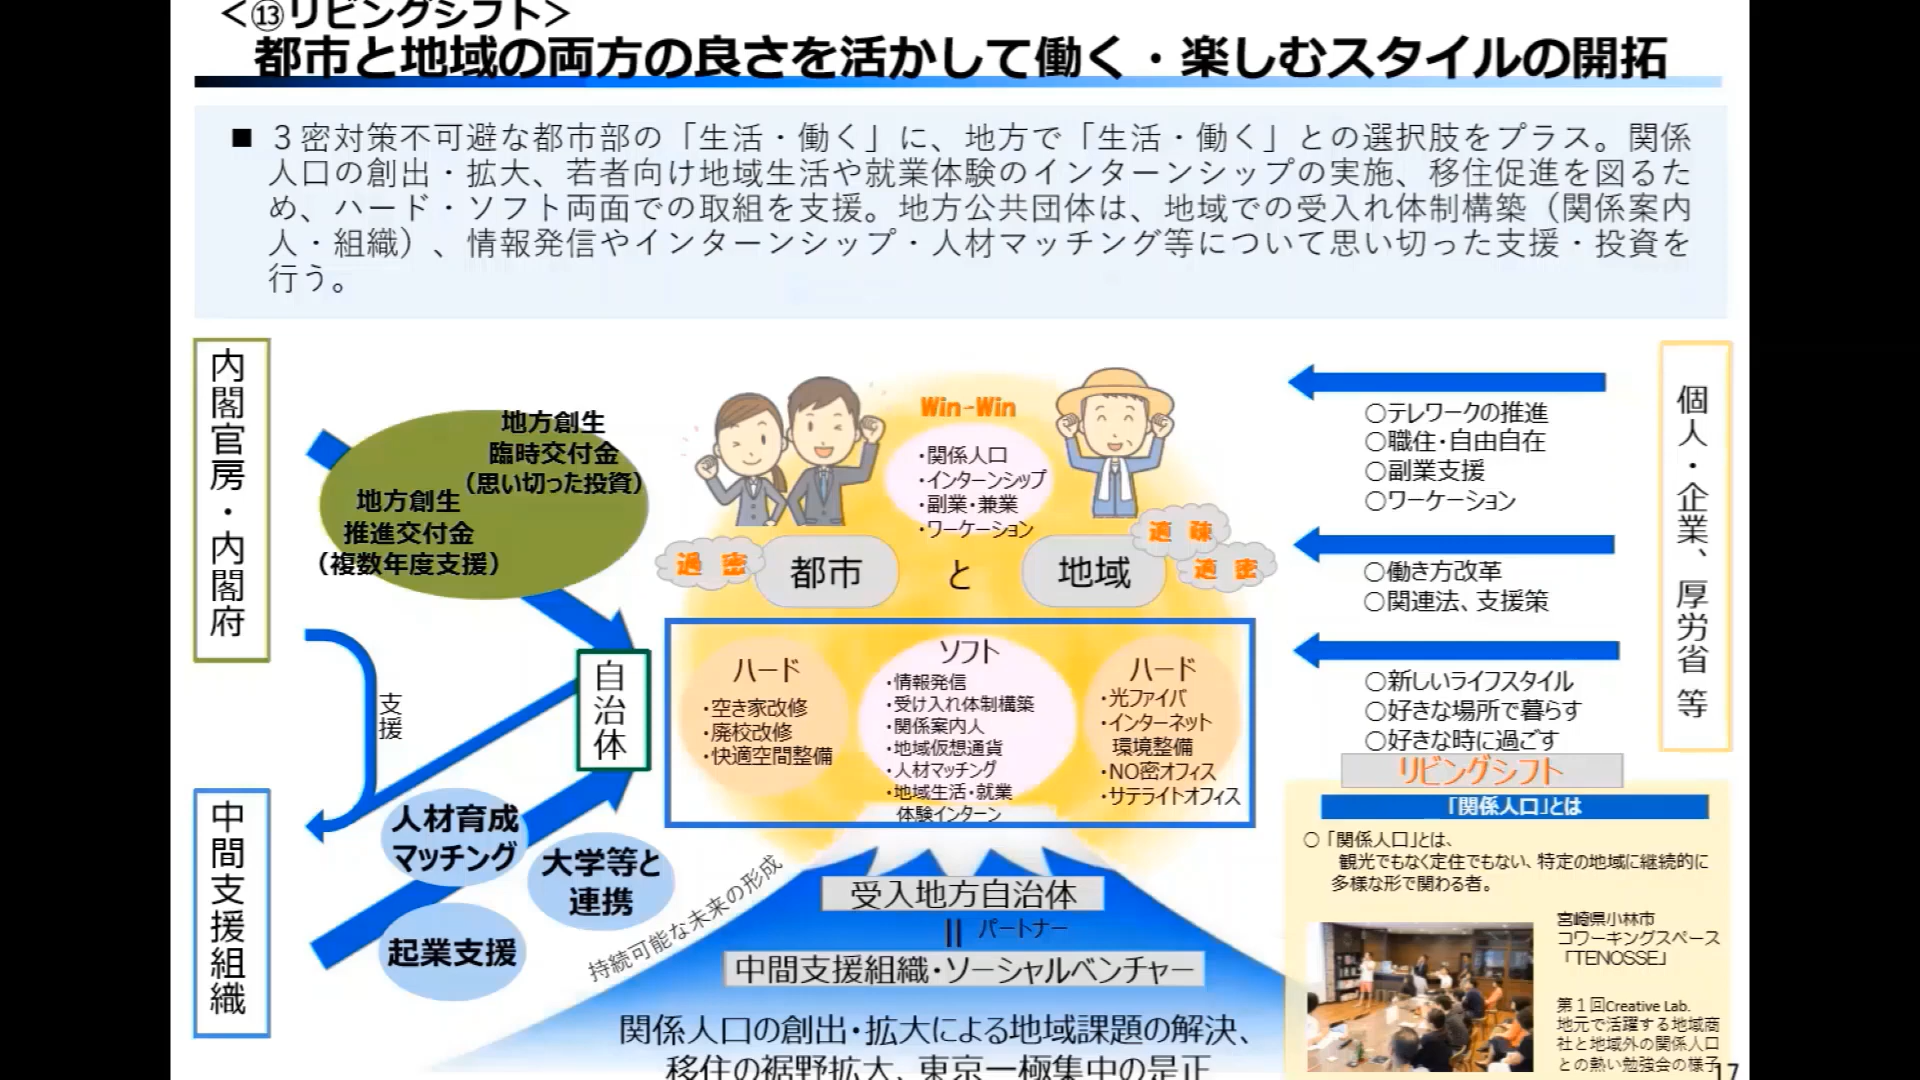 ＜⑬リビングシフト＞
都市と地域の両方の良さを活かして働く・楽しむスタイルの開拓
■ ３密対策不可避な都市部の「生活・働く」に、地方で「生活・働く」との選択肢をプラス。関係
人口の創出・拡大、若者向け地域生活や就業体験のインターンシップの実施、移住促進を図るた
め、ハード・ソフト両面での取組を支援。地方公共団体は、地域での受入れ体制構築（関係案内
人・組織）、情報発信やインターンシップ・人材マッチング等について思い切った支援・投資を
行う。
内閣官房・内閣府
地方創生
臨時交付金
（思い切った投資）
地方創生
推進交付金
（複数年度支援）
支援
自治体
中間支援組織
人材育成
マッチング
大学等と
連携
起業支援
Win-Win
・関係人口
・インターンシップ
・副業・兼業
・ワーケーション
過密
都市
と
地域
過疎
過密
ハード
・空き家改修
・廃校改修
・快適空間整備
ソフト
・情報発信
・受け入れ体制構築
・関係案内人
・地域仮想通貨
・人材マッチング
・地域生活・就業
体験インターン
ハード
・光ファイバ
・インターネット
環境整備
・NO密オフィス
・サテライトオフィス
持続可能な未来の形成
受入地方自治体
|| パートナー
中間支援組織・ソーシャルベンチャー
関係人口の創出・拡大による地域課題の解決、
移住の裾野拡大、東京一極集中の是正
○テレワークの推進
○職住・自由自在
○副業支援
○ワーケーション
○働き方改革
○関連法、支援策
○新しいライフスタイル
○好きな場所で暮らす
○好きな時に過ごす
個人・企業、厚労省 等
リビングシフト
「関係人口」とは
○「関係人口」とは、
観光でもなく定住でもない、特定の地域に継続的に
多様な形で関わる者。
宮崎県小林市
コワーキングスペース
「TENOSSE」
第１回Creative Lab.
地元で活躍する地域商
社と地域外の関係人口
との熱い勉強会の様子
17